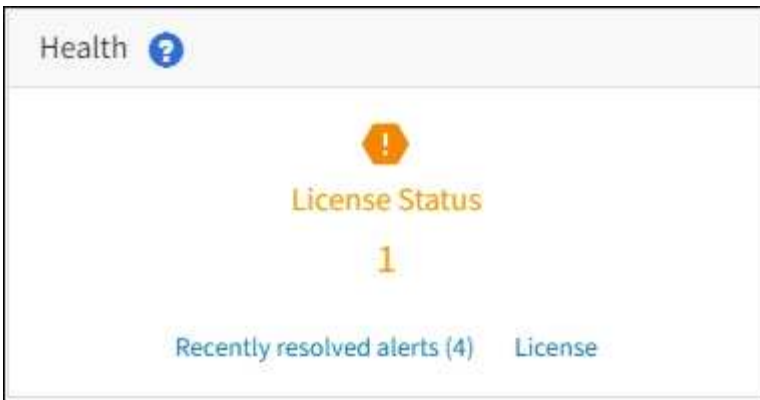 Health ?
!
License Status
1
Recently resolved alerts (4) License